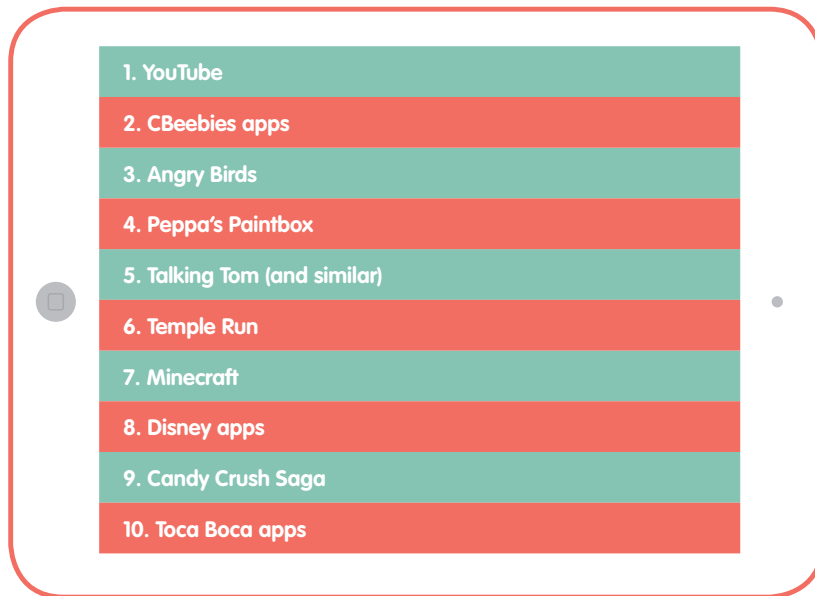 1. YouTube
2. CBeebies apps
3. Angry Birds
4. Peppa’s Paintbox
5. Talking Tom (and similar)
6. Temple Run
7. Minecraft
8. Disney apps
9. Candy Crush Saga
10. Toca Boca apps